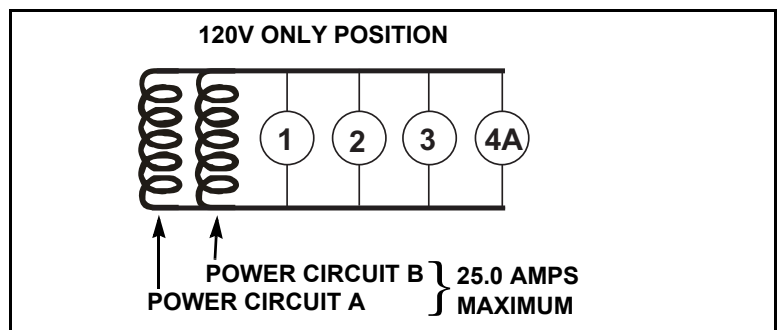 120V ONLY POSITION
1 2 3 4A
POWER CIRCUIT B
POWER CIRCUIT A
25.0 AMPS
MAXIMUM